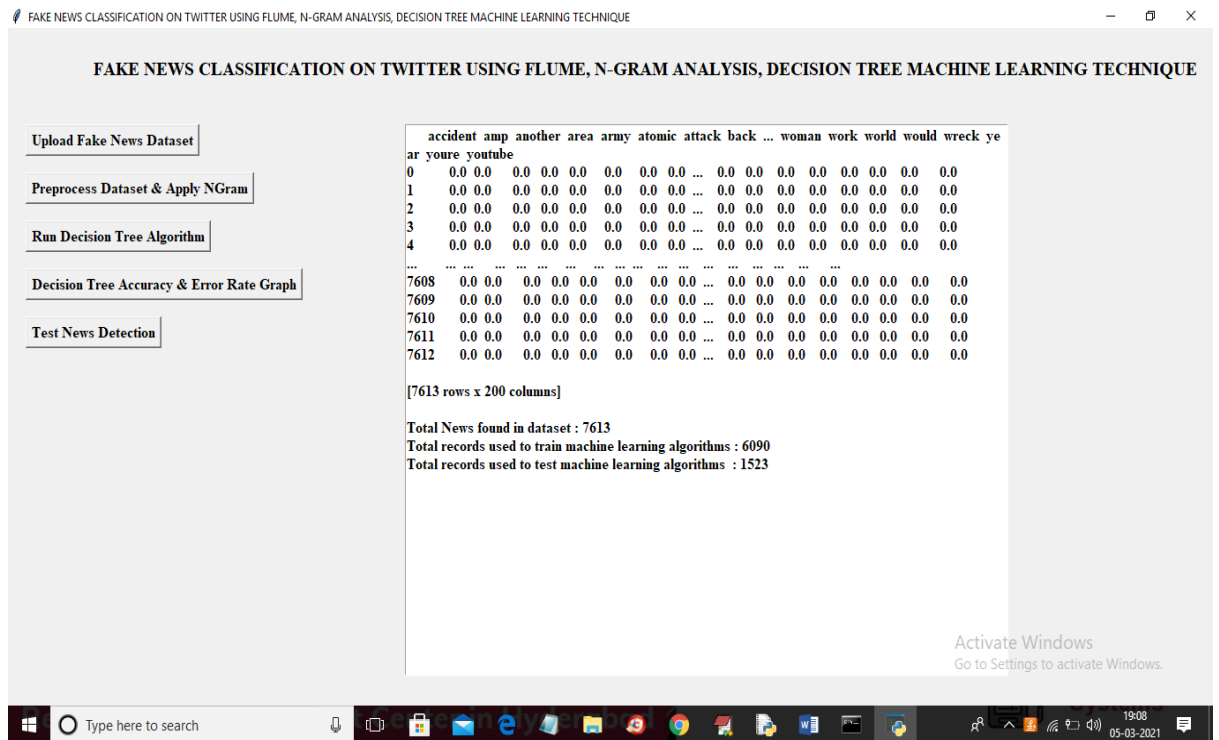 FAKE NEWS CLASSIFICATION ON TWITTER USING FLUME, N-GRAM ANALYSIS, DECISION TREE MACHINE LEARNING TECHNIQUE
FAKE NEWS CLASSIFICATION ON TWITTER USING FLUME, N-GRAM ANALYSIS, DECISION TREE MACHINE LEARNING TECHNIQUE
Upload Fake News Dataset
Preprocess Dataset & Apply NGram
Run Decision Tree Algorithm
Decision Tree Accuracy & Error Rate Graph
Test News Detection
accident amp another area army atomic attack back ... woman work world would wreck ye
ar youre youtube
0 0.0 0.0 0.0 0.0 0.0 0.0 0.0 0.0 ... 0.0 0.0 0.0 0.0 0.0 0.0 0.0 0.0
1 0.0 0.0 0.0 0.0 0.0 0.0 0.0 0.0 ... 0.0 0.0 0.0 0.0 0.0 0.0 0.0 0.0
2 0.0 0.0 0.0 0.0 0.0 0.0 0.0 0.0 ... 0.0 0.0 0.0 0.0 0.0 0.0 0.0 0.0
3 0.0 0.0 0.0 0.0 0.0 0.0 0.0 0.0 ... 0.0 0.0 0.0 0.0 0.0 0.0 0.0 0.0
4 0.0 0.0 0.0 0.0 0.0 0.0 0.0 0.0 ... 0.0 0.0 0.0 0.0 0.0 0.0 0.0 0.0
... ... ... ... ... ... ... ... ... ... ... ... ... ... ... ... ... ...
7608 0.0 0.0 0.0 0.0 0.0 0.0 0.0 0.0 ... 0.0 0.0 0.0 0.0 0.0 0.0 0.0 0.0
7609 0.0 0.0 0.0 0.0 0.0 0.0 0.0 0.0 ... 0.0 0.0 0.0 0.0 0.0 0.0 0.0 0.0
7610 0.0 0.0 0.0 0.0 0.0 0.0 0.0 0.0 ... 0.0 0.0 0.0 0.0 0.0 0.0 0.0 0.0
7611 0.0 0.0 0.0 0.0 0.0 0.0 0.0 0.0 ... 0.0 0.0 0.0 0.0 0.0 0.0 0.0 0.0
7612 0.0 0.0 0.0 0.0 0.0 0.0 0.0 0.0 ... 0.0 0.0 0.0 0.0 0.0 0.0 0.0 0.0
[7613 rows x 200 columns]
Total News found in dataset : 7613
Total records used to train machine learning algorithms : 6090
Total records used to test machine learning algorithms : 1523
Activate Windows
Go to Settings to activate Windows.
Type here to search
19:08
05-03-2021